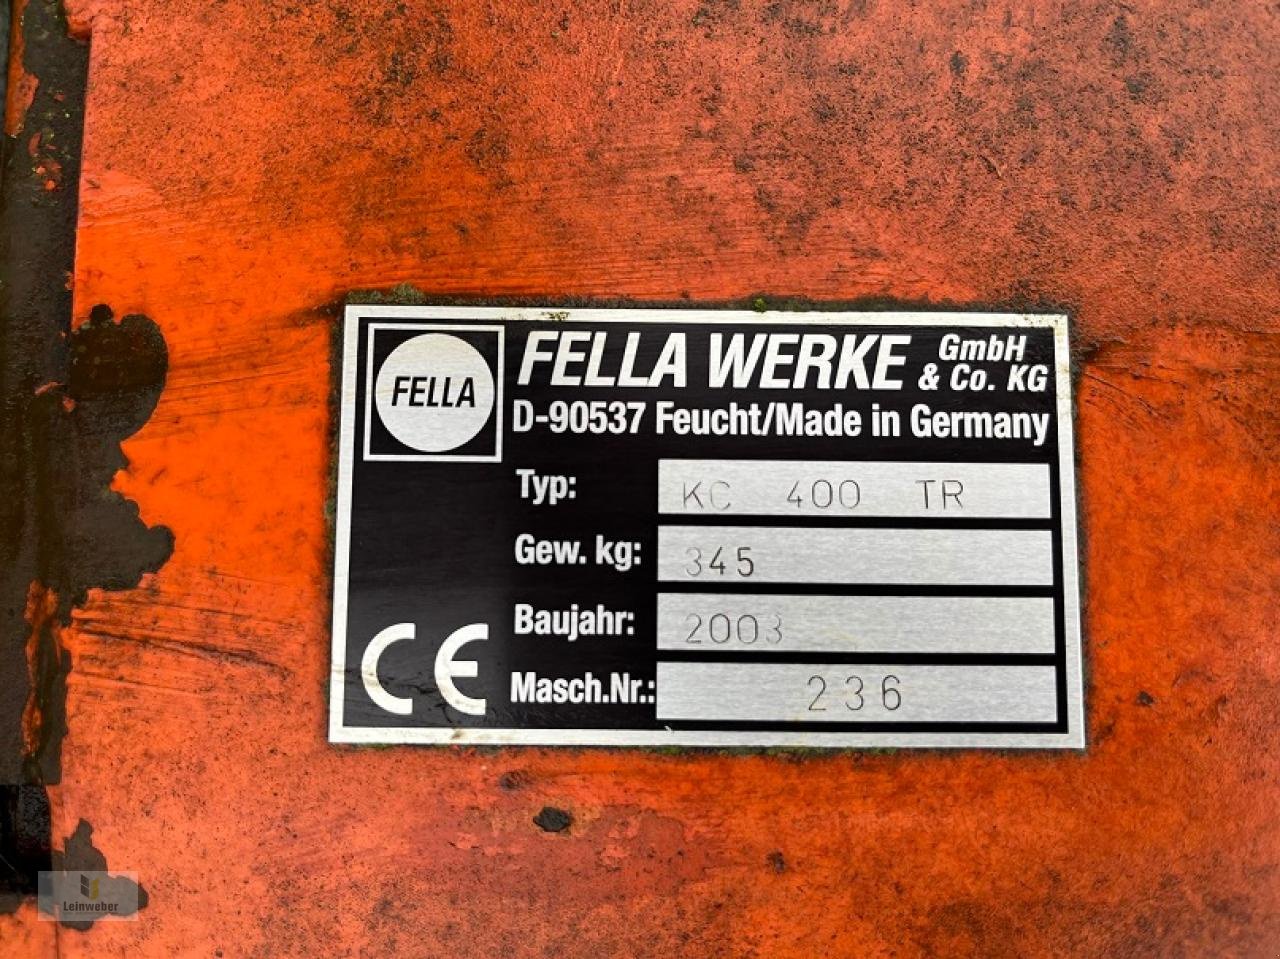 FELLA
FELLA WERKE GmbH & Co. KG
D-90537 Feucht/Made in Germany
Typ: KC 400 TR
Gew. kg: 345
Baujahr: 2003
Masch.Nr.: 236
CE
Leinweber